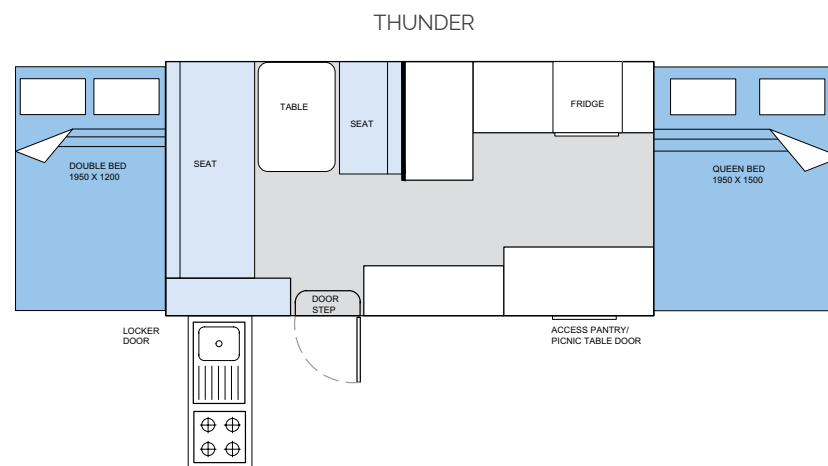 THUNDER
TABLE
SEAT
FRIDGE
SEAT
DOUBLE BED
1950 X 1200
QUEEN BED
1950 X 1500
DOOR
STEP
LOCKER
DOOR
ACCESS PANTRY/
PICNIC TABLE DOOR